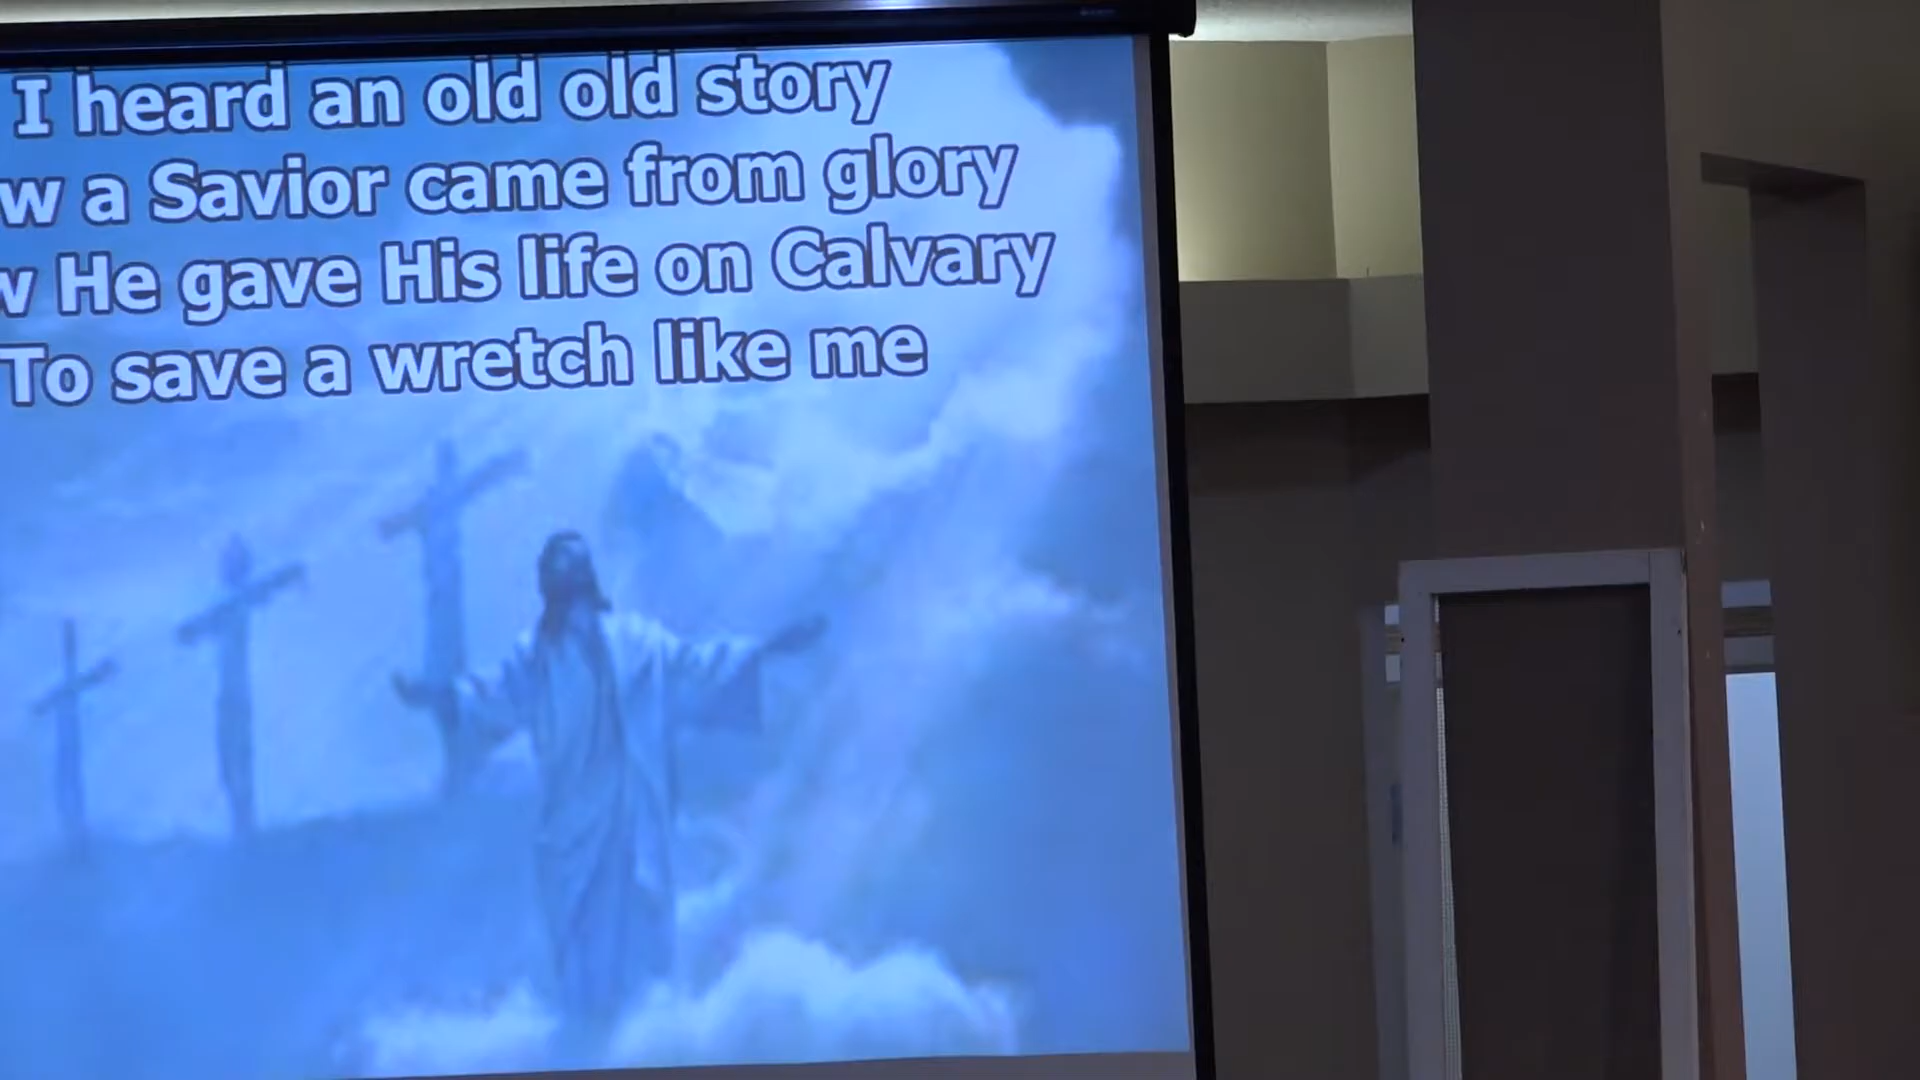 I heard an old old story
w a Savior came from glory
w He gave His life on Calvary
To save a wretch like me